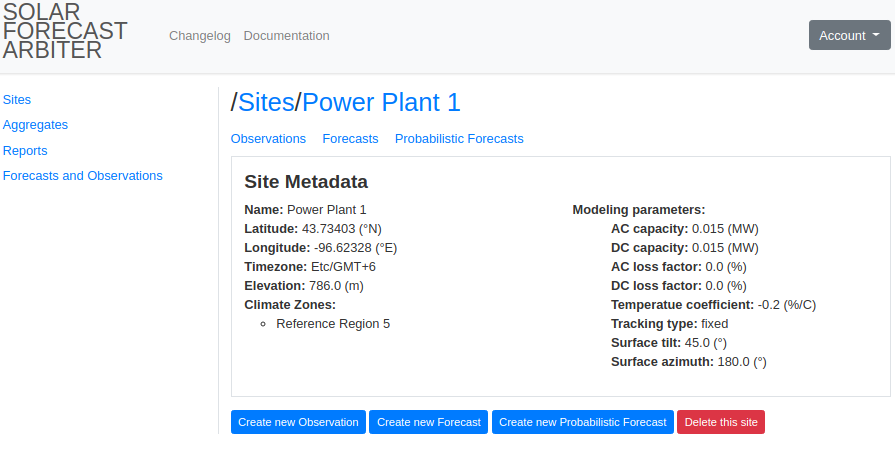 SOLAR
FORECAST
ARBITER
Changelog Documentation
Account
Sites
Aggregates
Reports
Forecasts and Observations
/Sites/Power Plant 1
Observations Forecasts Probabilistic Forecasts
Site Metadata
Name: Power Plant 1
Latitude: 43.73403 (°N)
Longitude: -96.62328 (°E)
Timezone: Etc/GMT+6
Elevation: 786.0 (m)
Climate Zones:
Reference Region 5
Modeling parameters:
AC capacity: 0.015 (MW)
DC capacity: 0.015 (MW)
AC loss factor: 0.0 (%)
DC loss factor: 0.0 (%)
Temperatue coefficient: -0.2 (%/C)
Tracking type: fixed
Surface tilt: 45.0 (°)
Surface azimuth: 180.0 (°)
Create new Observation Create new Forecast Create new Probabilistic Forecast Delete this site